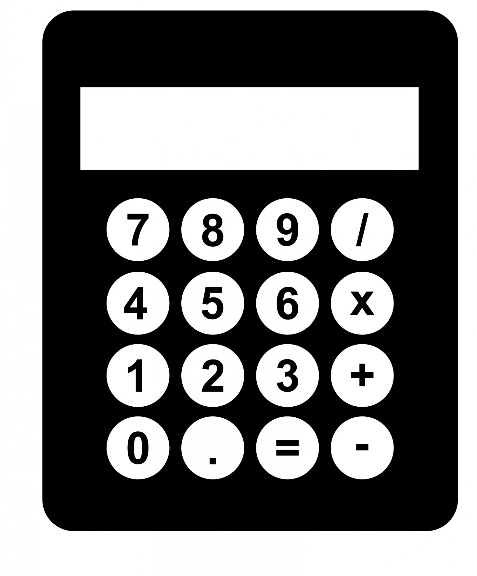 7 8 9 /
4 5 6 x
1 2 3 +
0 . = -